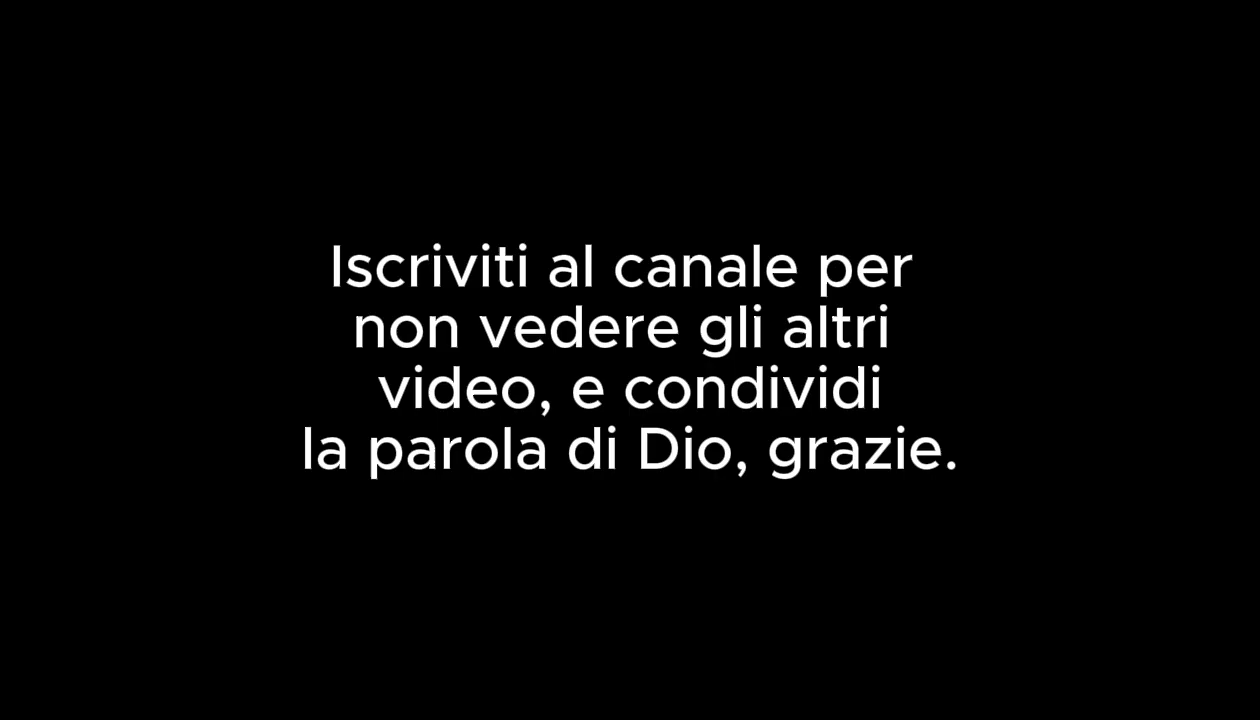 Iscriviti al canale per
non vedere gli altri
video, e condividi
la parola di Dio, grazie.